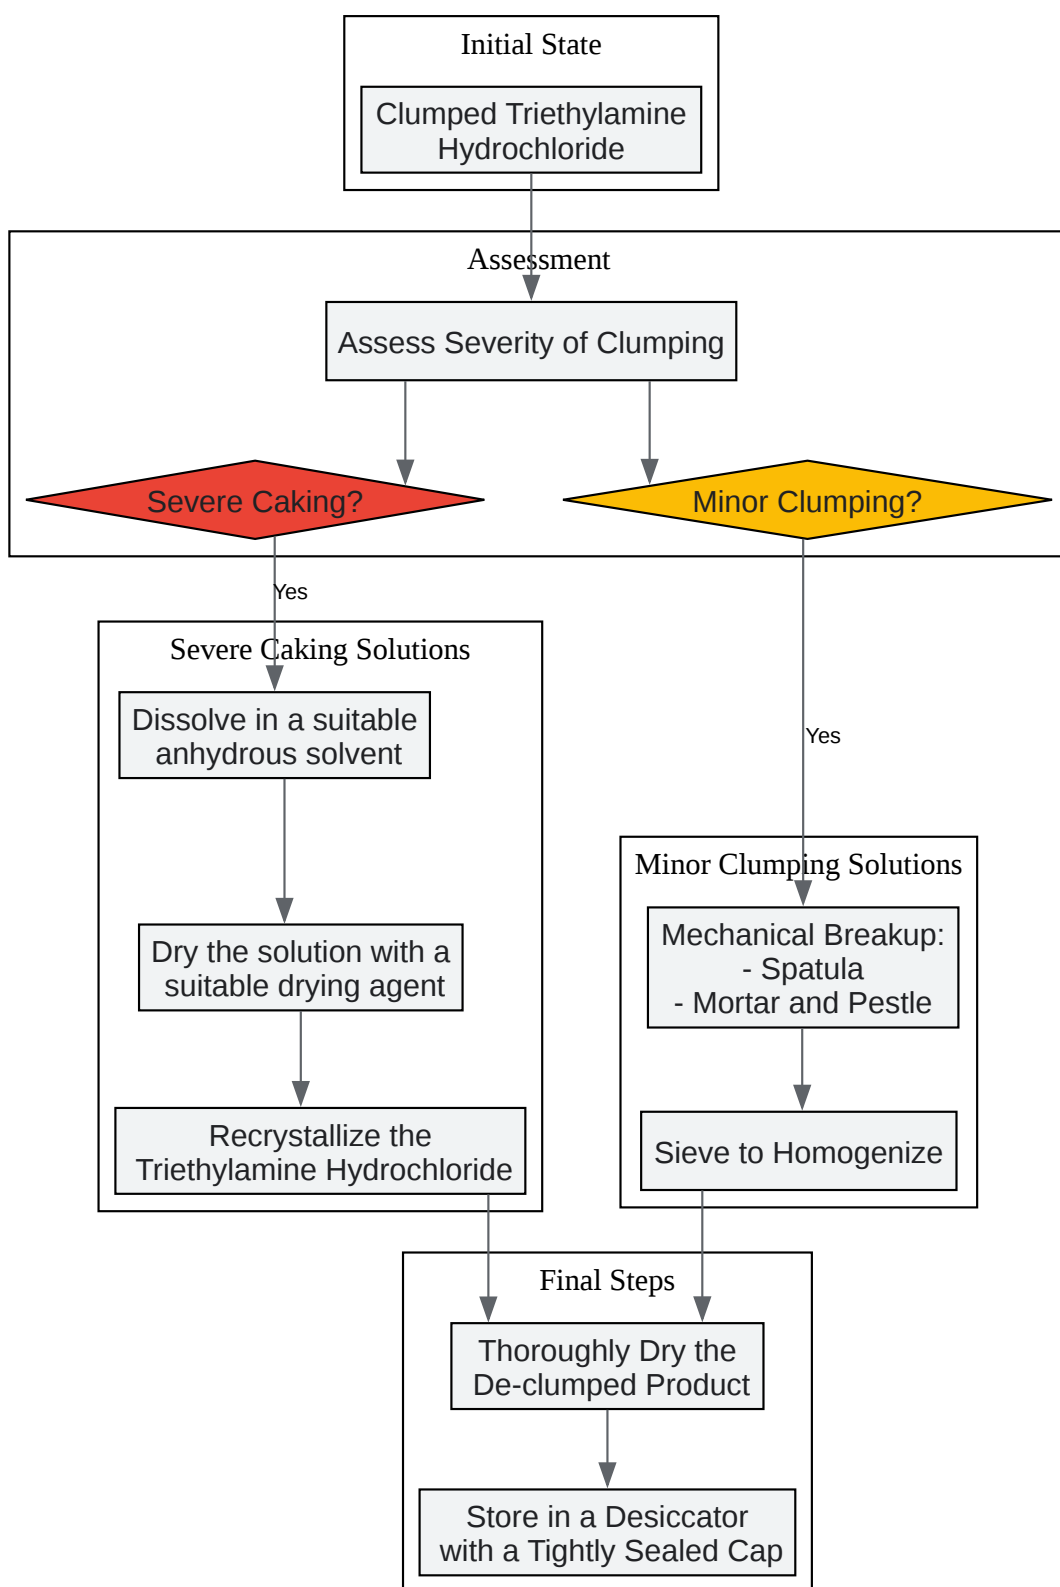 Initial State
Clumped Triethylamine
Hydrochloride
Assessment
Assess Severity of Clumping
Severe Caking?
Minor Clumping?
Yes
Severe Caking Solutions
Dissolve in a suitable
anhydrous solvent
Yes
Dry the solution with a
suitable drying agent
Minor Clumping Solutions
Mechanical Breakup:
- Spatula
- Mortar and Pestle
Recrystallize the
Triethylamine Hydrochloride
Sieve to Homogenize
Final Steps
Thoroughly Dry the
De-clumped Product
Store in a Desiccator
with a Tightly Sealed Cap